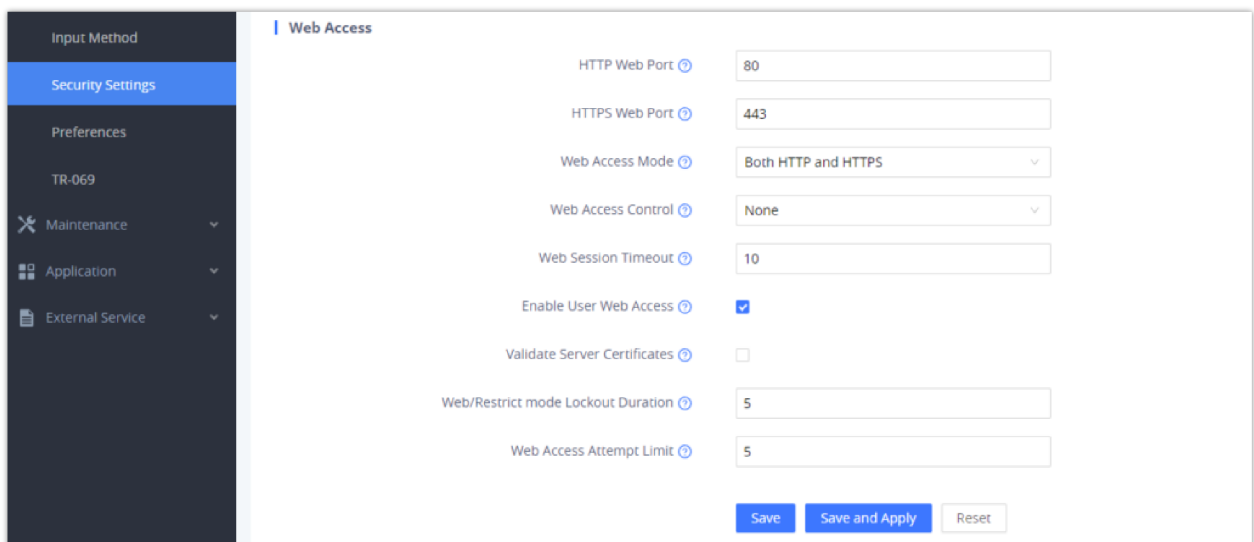 Input Method
Security Settings
Preferences
TR-069
Maintenance
Application
External Service
Web Access
HTTP Web Port
80
HTTPS Web Port
443
Web Access Mode
Both HTTP and HTTPS
Web Access Control
None
Web Session Timeout
10
Enable User Web Access
Validate Server Certificates
Web/Restrict mode Lockout Duration
5
Web Access Attempt Limit
5
Save
Save and Apply
Reset